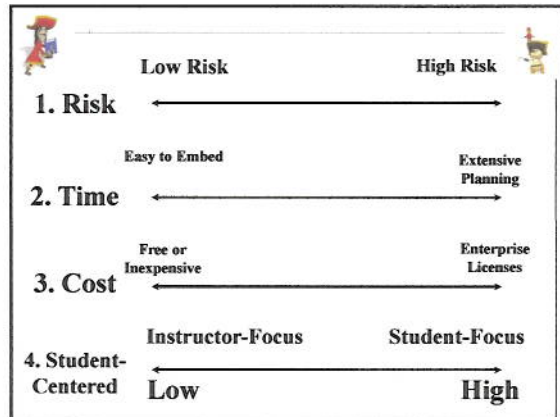 Low Risk High Risk
1. Risk
Easy to Embed Extensive
Planning
2. Time
Free or
Inexpensive Enterprise
Licenses
3. Cost
Instructor-Focus Student-Focus
4. Student-
Centered
Low High